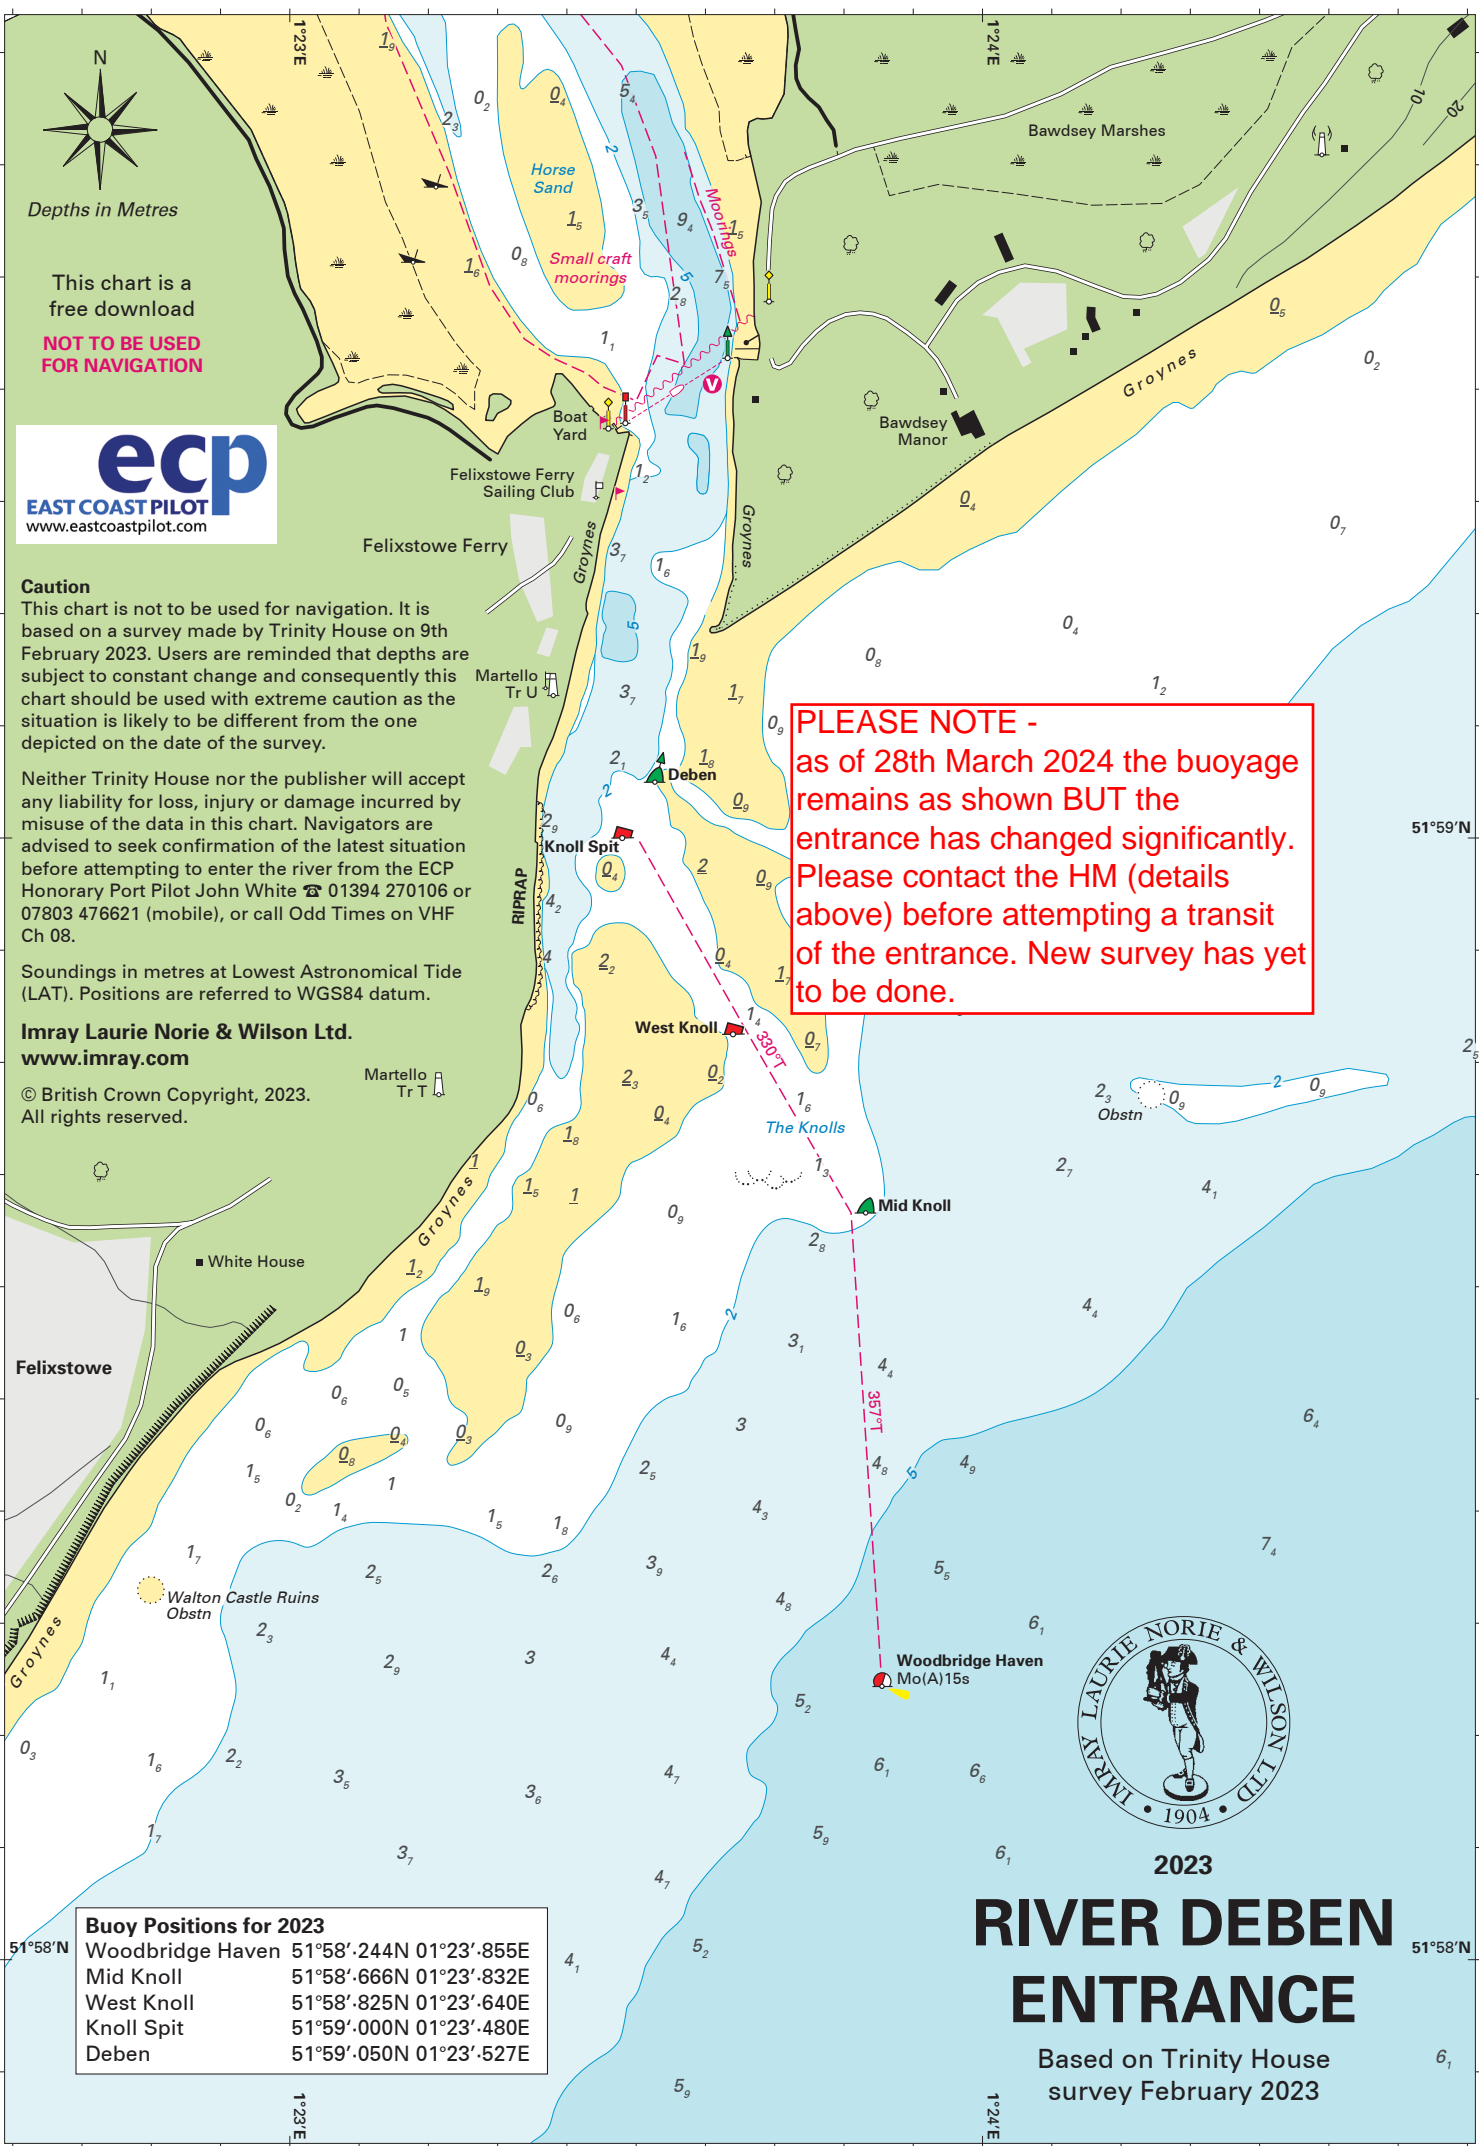 1°23'E
1°24'E
N
Depths in Metres
This chart is a
free download
NOT TO BE USED
FOR NAVIGATION
ecp
EAST COAST PILOT
www.eastcoastpilot.com
Caution
This chart is not to be used for navigation. It is
based on a survey made by Trinity House on 9th
February 2023. Users are reminded that depths are
subject to constant change and consequently this
chart should be used with extreme caution as the
situation is likely to be different from the one
depicted on the date of the survey.
Neither Trinity House nor the publisher will accept
any liability for loss, injury or damage incurred by
misuse of the data in this chart. Navigators are
advised to seek confirmation of the latest situation
before attempting to enter the river from the ECP
Honorary Port Pilot John White ☎ 01394 270106 or
07803 476621 (mobile), or call Odd Times on VHF
Ch 08.
Soundings in metres at Lowest Astronomical Tide
(LAT). Positions are referred to WGS84 datum.
Imray Laurie Norie & Wilson Ltd.
www.imray.com
© British Crown Copyright, 2023.
All rights reserved.
Horse
Sand
Small craft
moorings
Moorings
Bawdsey Marshes
10
20
Boat
Yard
V
Bawdsey
Manor
Groynes
Felixstowe Ferry
Sailing Club
Felixstowe Ferry
Groynes
Groynes
Martello
Tr U
Deben
Knoll Spit
RIPRAP
PLEASE NOTE -
as of 28th March 2024 the buoyage
remains as shown BUT the
entrance has changed significantly.
Please contact the HM (details
above) before attempting a transit
of the entrance. New survey has yet
to be done.
51°59'N
West Knoll
330°T
Martello
Tr T
The Knolls
Obstn
Mid Knoll
Groynes
White House
Felixstowe
357°T
Walton Castle Ruins
Obstn
Groynes
Woodbridge Haven
Mo(A)15s
IMRAY LAURIE NORIE & WILSON LTD
• 1904 •
2023
RIVER DEBEN
ENTRANCE
Based on Trinity House
survey February 2023
51°58'N
51°58'N
Buoy Positions for 2023
Woodbridge Haven 51°58'·244N 01°23'·855E
Mid Knoll 51°58'·666N 01°23'·832E
West Knoll 51°58'·825N 01°23'·640E
Knoll Spit 51°59'·000N 01°23'·480E
Deben 51°59'·050N 01°23'·527E
1°23'E
1°24'E